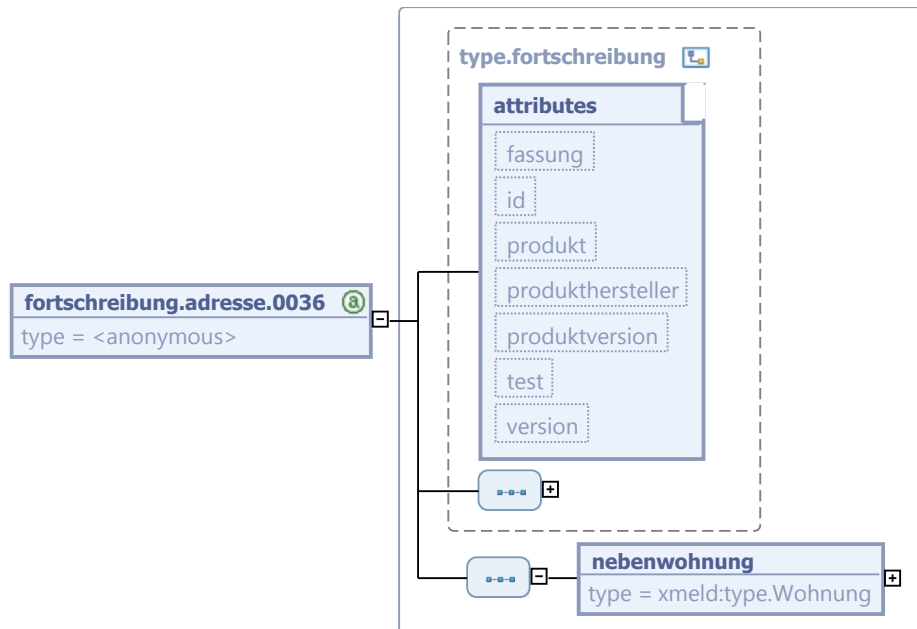 type.fortschreibung
attributes
fassung
id
produkt
produkthersteller
produktversion
test
version
fortschreibung.adresse.0036 a
type = <anonymous>
nebenwohnung
type = xmeld:type.Wohnung